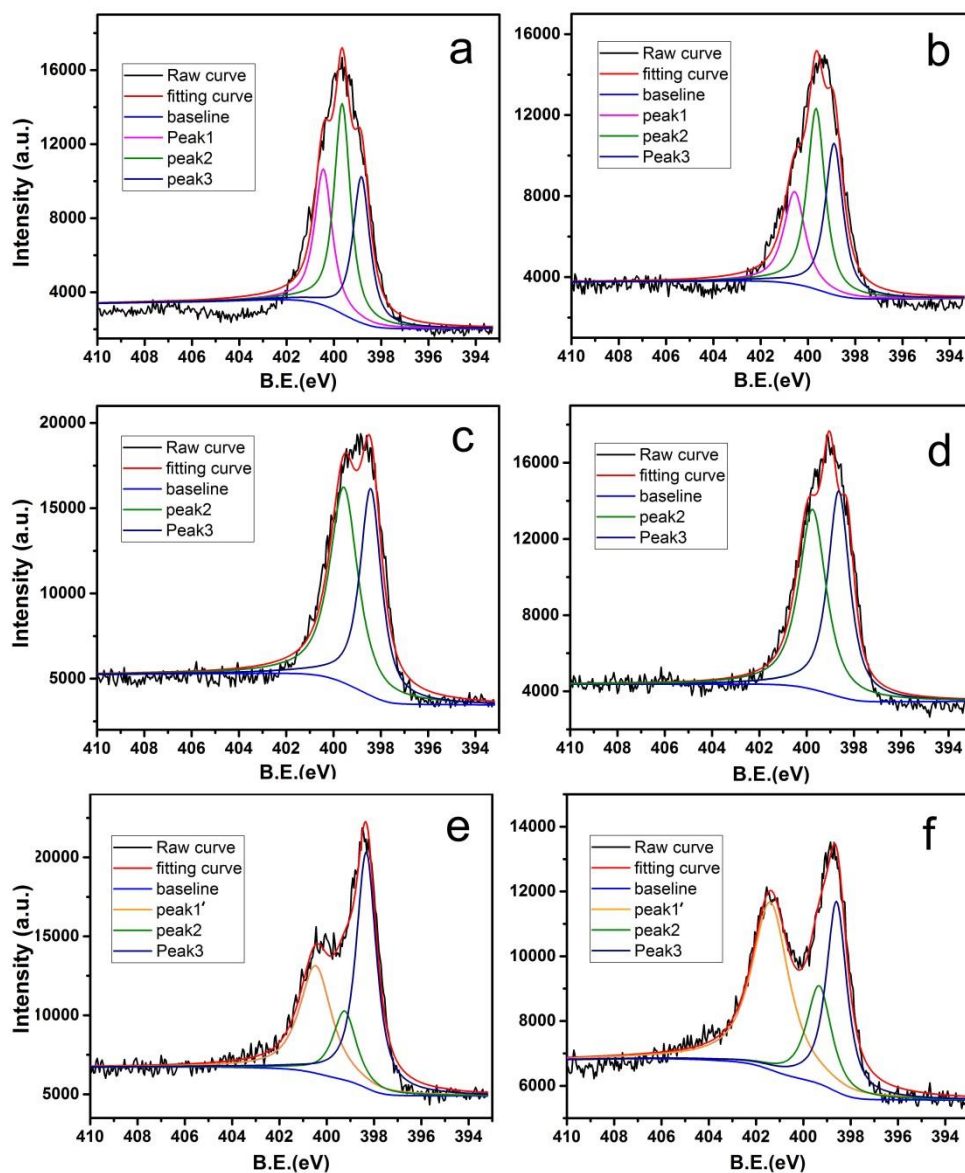 a
16000
12000
8000
4000
Intensity (a.u.)
Raw curve
fitting curve
baseline
Peak1
peak2
peak3
410 408 406 404 402 400 398 396 394
B.E.(eV)
b
16000
12000
8000
4000
Raw curve
fitting curve
baseline
peak1
peak2
Peak3
410 408 406 404 402 400 398 396 394
B.E.(eV)
c
20000
15000
10000
5000
Intensity (a.u.)
Raw curve
fitting curve
baseline
peak2
Peak3
410 408 406 404 402 400 398 396 394
B.E.(eV)
d
16000
12000
8000
4000
Raw curve
fitting curve
baseline
peak2
Peak3
410 408 406 404 402 400 398 396 394
B.E.(eV)
e
20000
15000
10000
5000
Intensity (a.u.)
Raw curve
fitting curve
baseline
peak1′
peak2
Peak3
410 408 406 404 402 400 398 396 394
B.E.(eV)
f
14000
12000
10000
8000
6000
Raw curve
fitting curve
baseline
peak1′
peak2
Peak3
410 408 406 404 402 400 398 396 394
B.E.(eV)